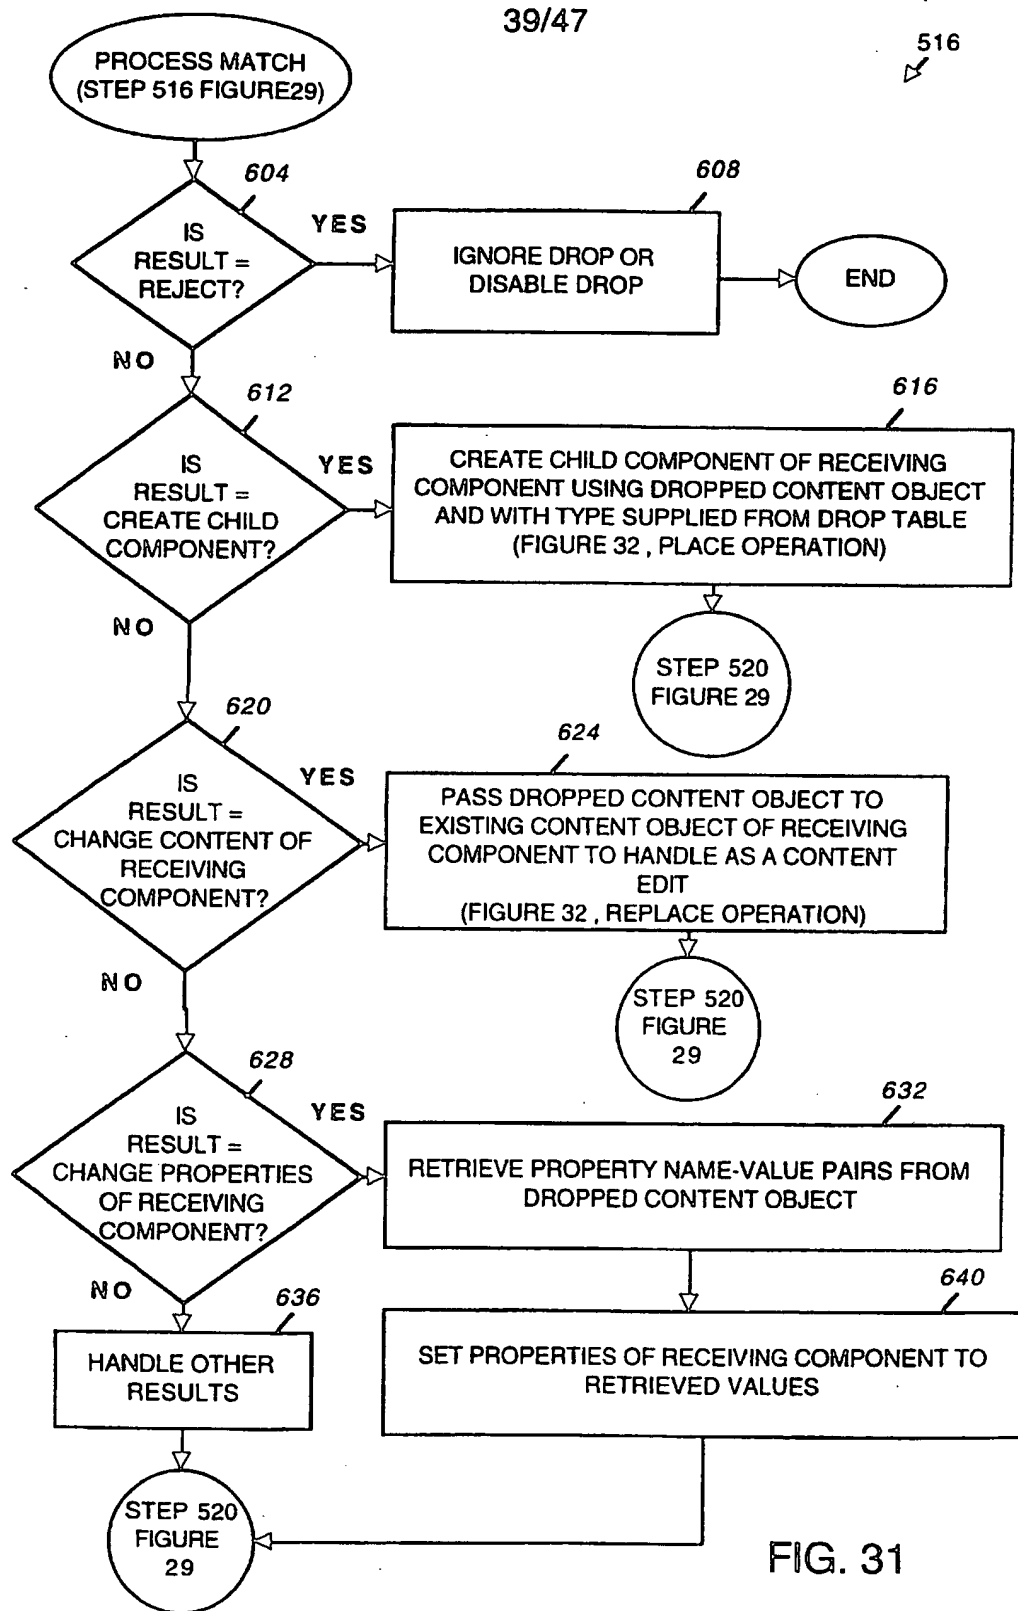 39/47
516
PROCESS MATCH
(STEP 516 FIGURE29)
604
IS
RESULT =
REJECT?
YES
608
IGNORE DROP OR
DISABLE DROP
END
NO
612
IS
RESULT =
CREATE CHILD
COMPONENT?
YES
616
CREATE CHILD COMPONENT OF RECEIVING
COMPONENT USING DROPPED CONTENT OBJECT
AND WITH TYPE SUPPLIED FROM DROP TABLE
(FIGURE 32 , PLACE OPERATION)
STEP 520
FIGURE 29
NO
620
IS
RESULT =
CHANGE CONTENT OF
RECEIVING
COMPONENT?
YES
624
PASS DROPPED CONTENT OBJECT TO
EXISTING CONTENT OBJECT OF RECEIVING
COMPONENT TO HANDLE AS A CONTENT
EDIT
(FIGURE 32 , REPLACE OPERATION)
STEP 520
FIGURE
29
NO
628
IS
RESULT =
CHANGE PROPERTIES
OF RECEIVING
COMPONENT?
YES
632
RETRIEVE PROPERTY NAME-VALUE PAIRS FROM
DROPPED CONTENT OBJECT
640
SET PROPERTIES OF RECEIVING COMPONENT TO
RETRIEVED VALUES
NO
636
HANDLE OTHER
RESULTS
STEP 520
FIGURE
29
FIG. 31